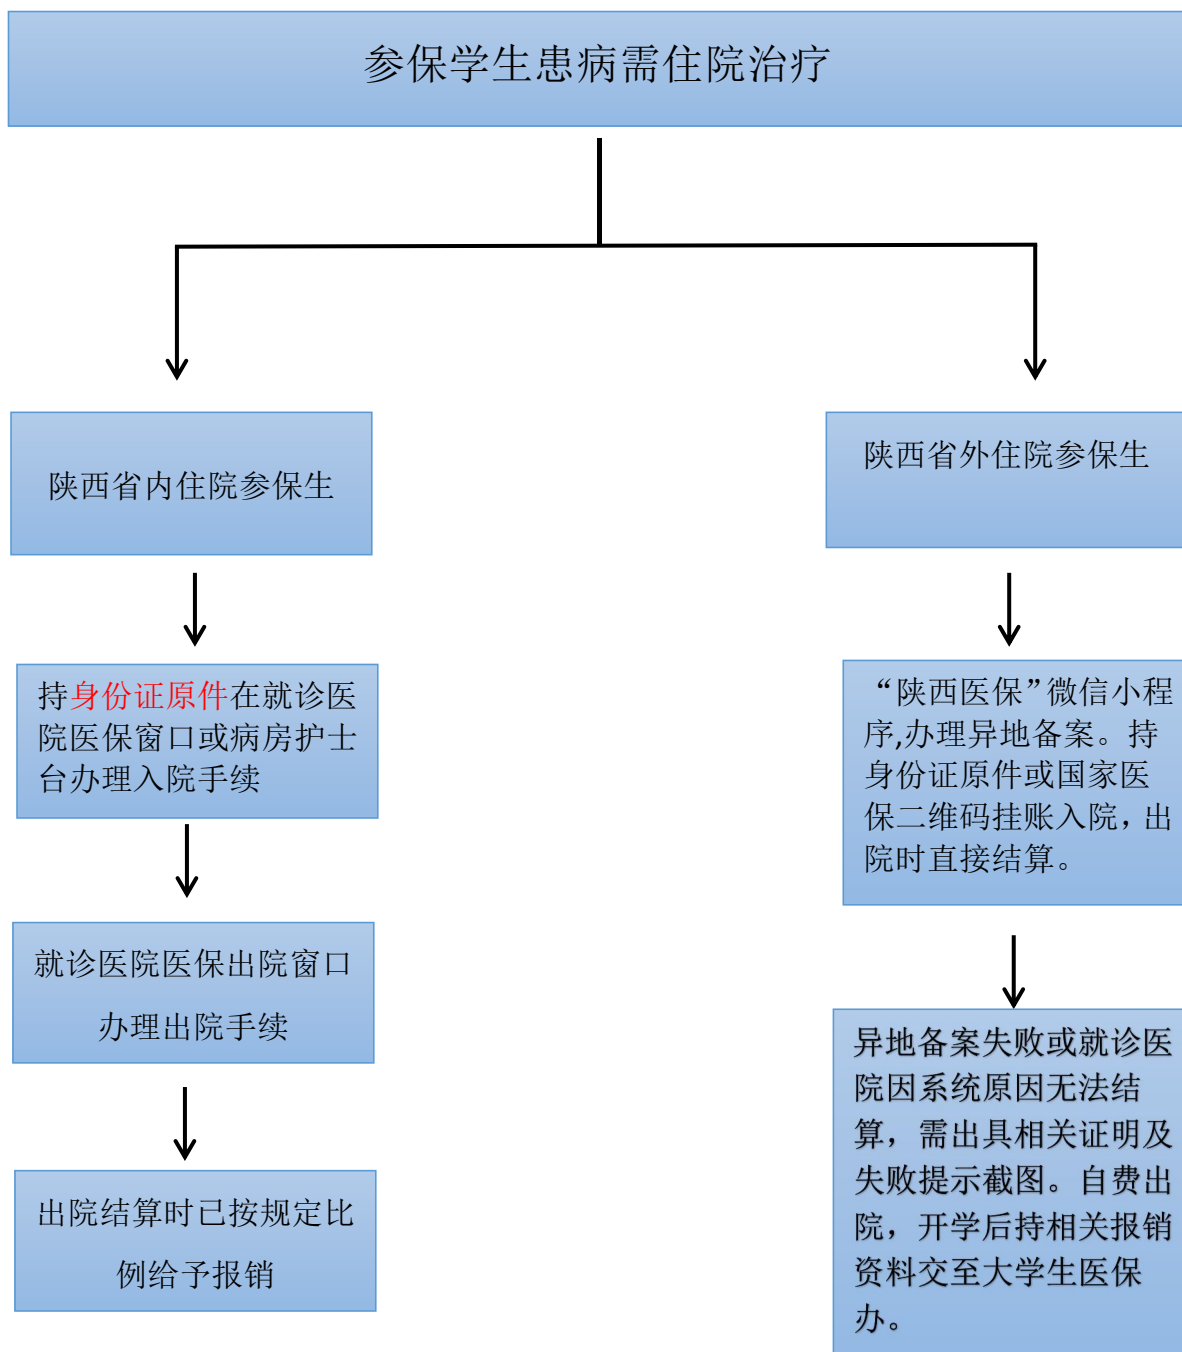 参保学生患病需住院治疗
陕西省内住院参保生
持身份证原件在就诊医
院医保窗口或病房护士
台办理入院手续
就诊医院医保出院窗口
办理出院手续
出院结算时已按规定比
例给予报销
陕西省外住院参保生
“陕西医保”微信小程
序,办理异地备案。持
身份证原件或国家医
保二维码挂账入院，出
院时直接结算。
异地备案失败或就诊医
院因系统原因无法结
算，需出具相关证明及
失败提示截图。自费出
院，开学后持相关报销
资料交至大学生医保
办。